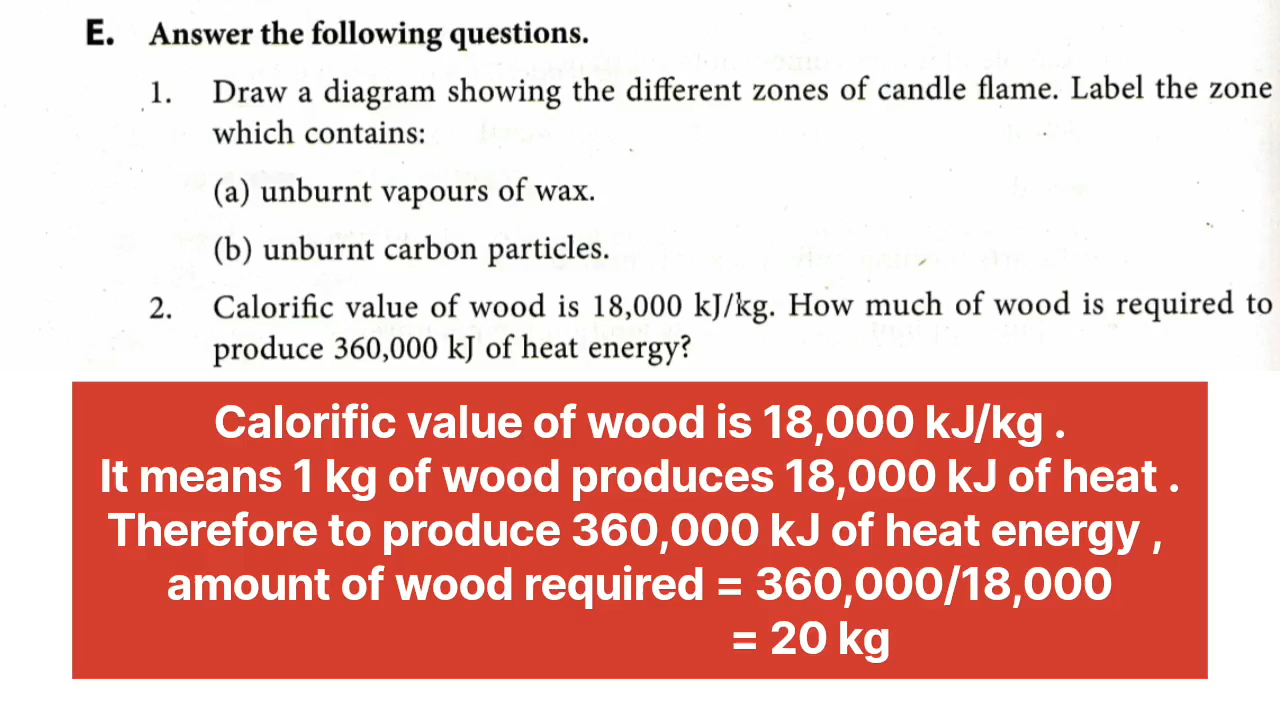 E. Answer the following questions.
1. Draw a diagram showing the different zones of candle flame. Label the zone
which contains:
(a) unburnt vapours of wax.
(b) unburnt carbon particles.
2. Calorific value of wood is 18,000 kJ/kg. How much of wood is required to
produce 360,000 kJ of heat energy?
Calorific value of wood is 18,000 kJ/kg .
It means 1 kg of wood produces 18,000 kJ of heat .
Therefore to produce 360,000 kJ of heat energy ,
amount of wood required = 360,000/18,000
= 20 kg